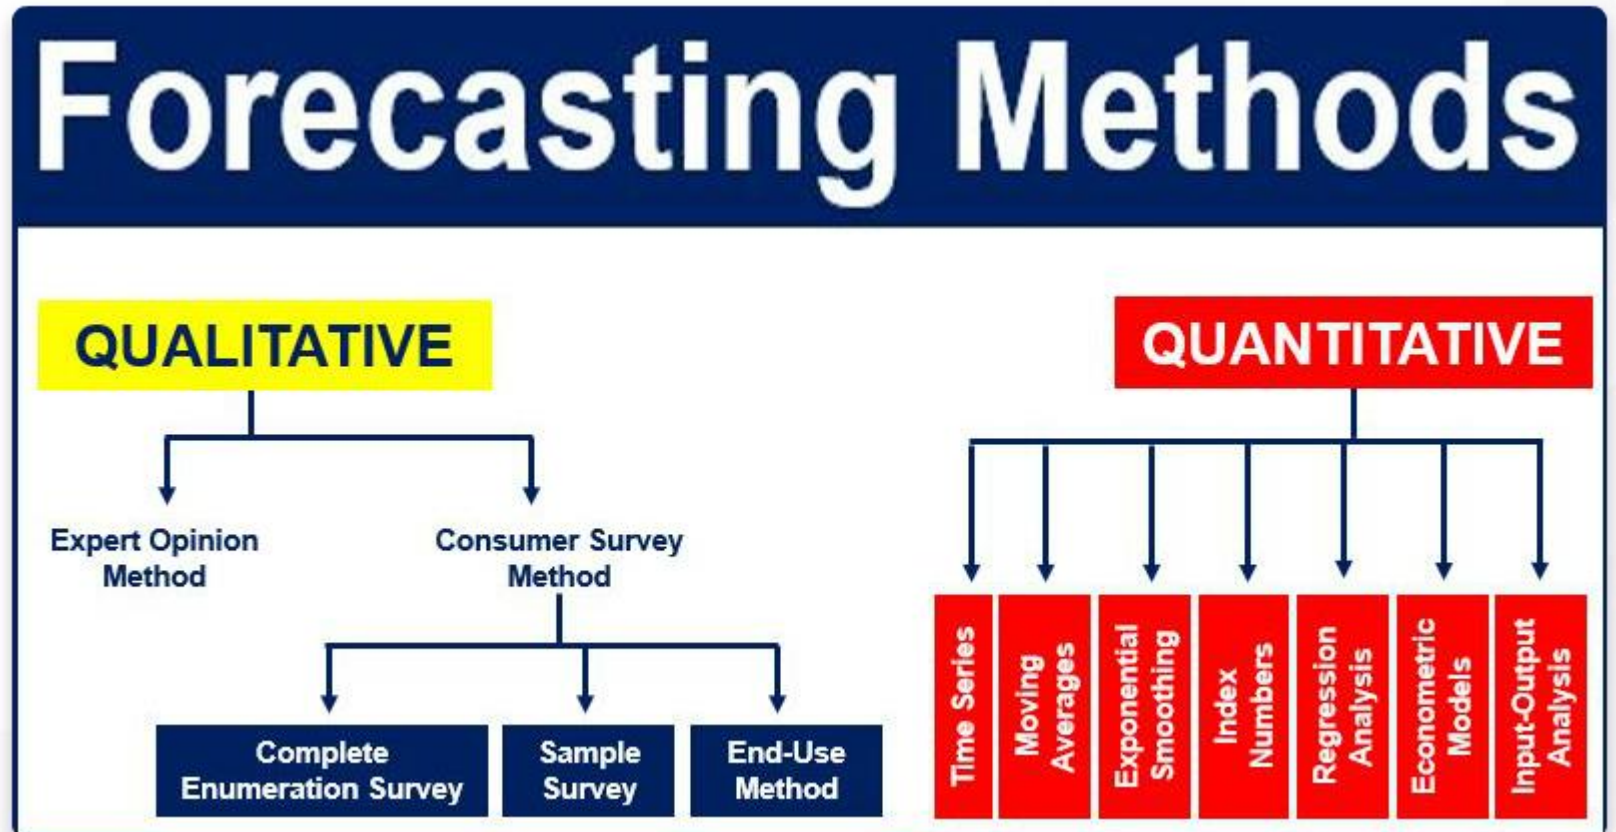 Forecasting Methods
QUALITATIVE
QUANTITATIVE
Expert Opinion
Method
Consumer Survey
Method
Complete
Enumeration Survey
Sample
Survey
End-Use
Method
Time Series
Moving
Averages
Exponential
Smoothing
Index
Numbers
Regression
Analysis
Econometric
Models
Input-Output
Analysis